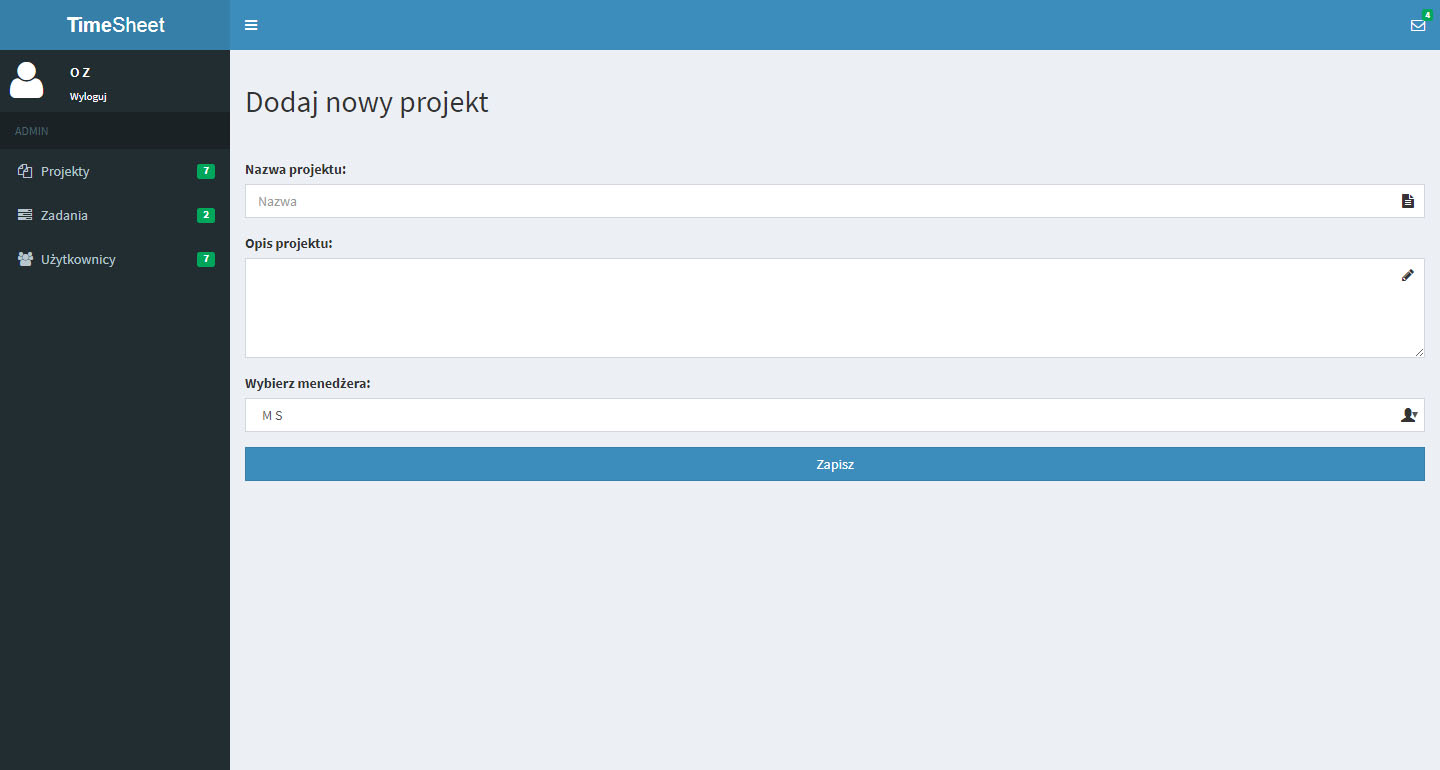 TimeSheet
4
O Z
Wyloguj
ADMIN
Projekty 7
Zadania 2
Użytkownicy 7
Dodaj nowy projekt
Nazwa projektu:
Nazwa
Opis projektu:
Wybierz menedżera:
M S
Zapisz